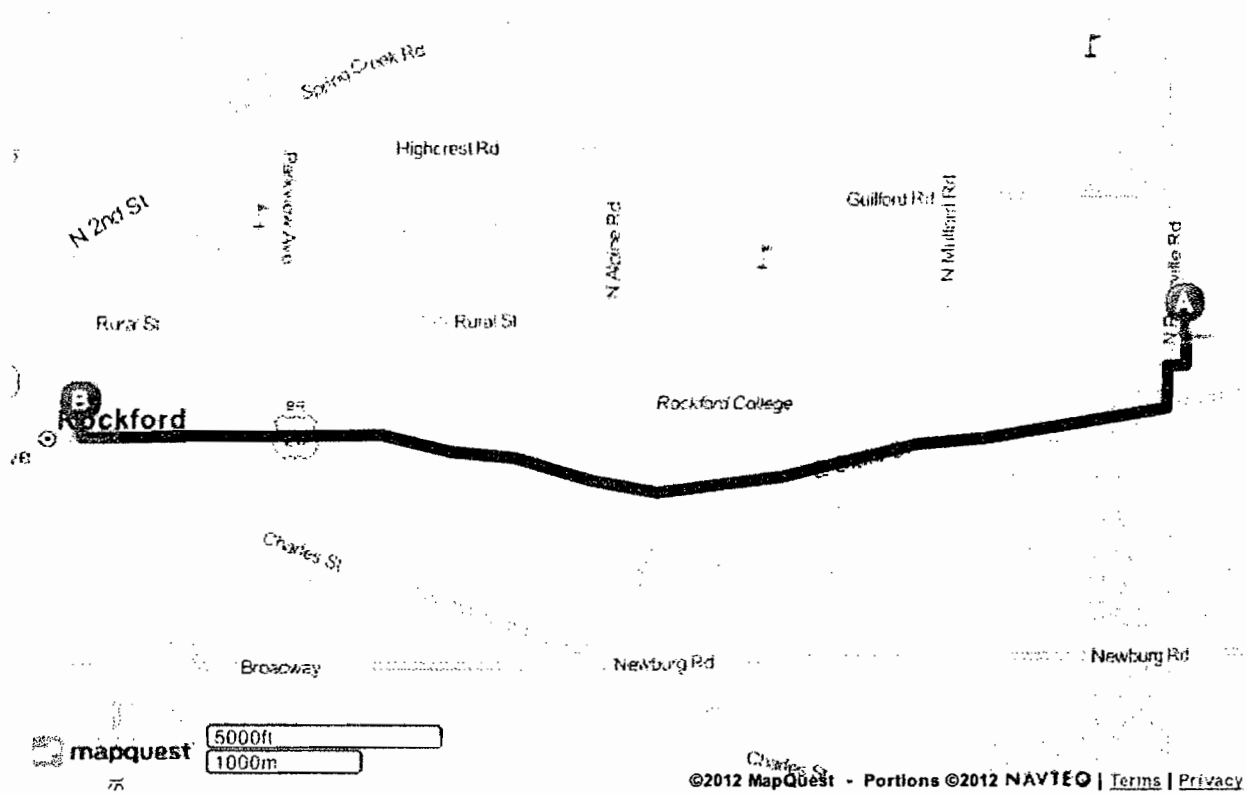 Spring Creek Rd
Highcrest Rd
Parkview Ave
Guilford Rd
N Mulford Rd
N 2nd St
N Alpine Rd
ville Rd
A
N P
Rural St
Rural St
B
Rockford
Rockford College
Charles St
Broadway
Newburg Rd
Newburg Rd
mapquest
5000ft
1000m
Charles St
©2012 MapQuest - Portions ©2012 NAVTEQ | Terms | Privacy